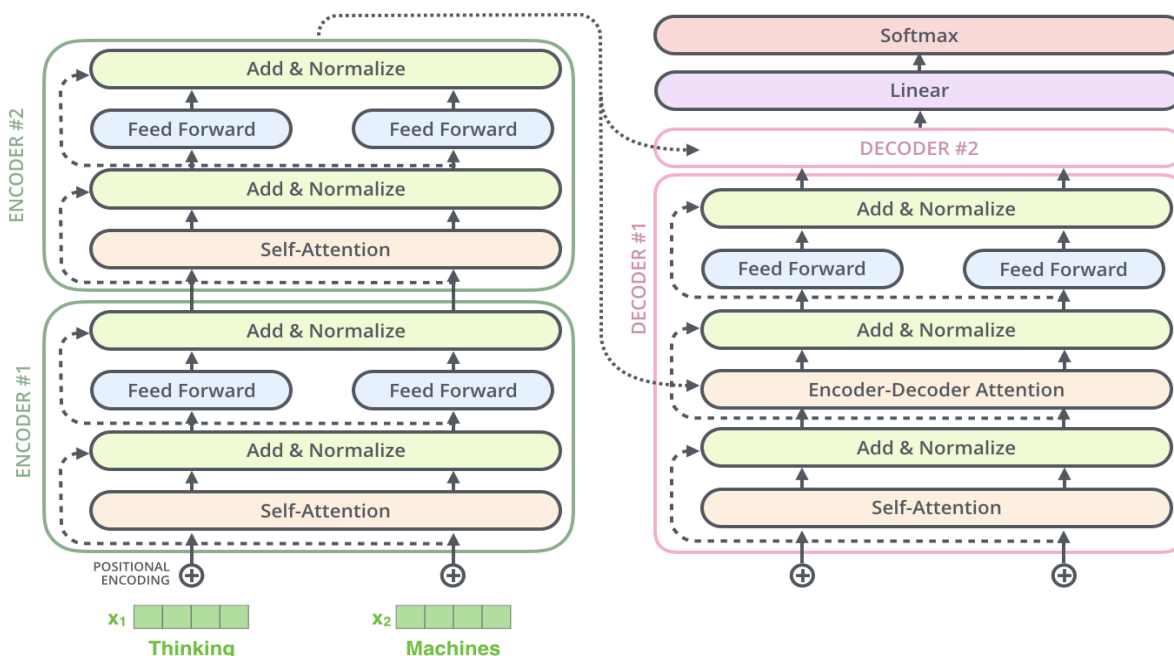 ENCODER #2
Add & Normalize
Feed Forward
Feed Forward
Add & Normalize
Self-Attention
ENCODER #1
Add & Normalize
Feed Forward
Feed Forward
Add & Normalize
Self-Attention
POSITIONAL
ENCODING
x₁
x₂
Thinking
Machines
Softmax
Linear
DECODER #2
DECODER #1
Add & Normalize
Feed Forward
Feed Forward
Add & Normalize
Encoder-Decoder Attention
Add & Normalize
Self-Attention